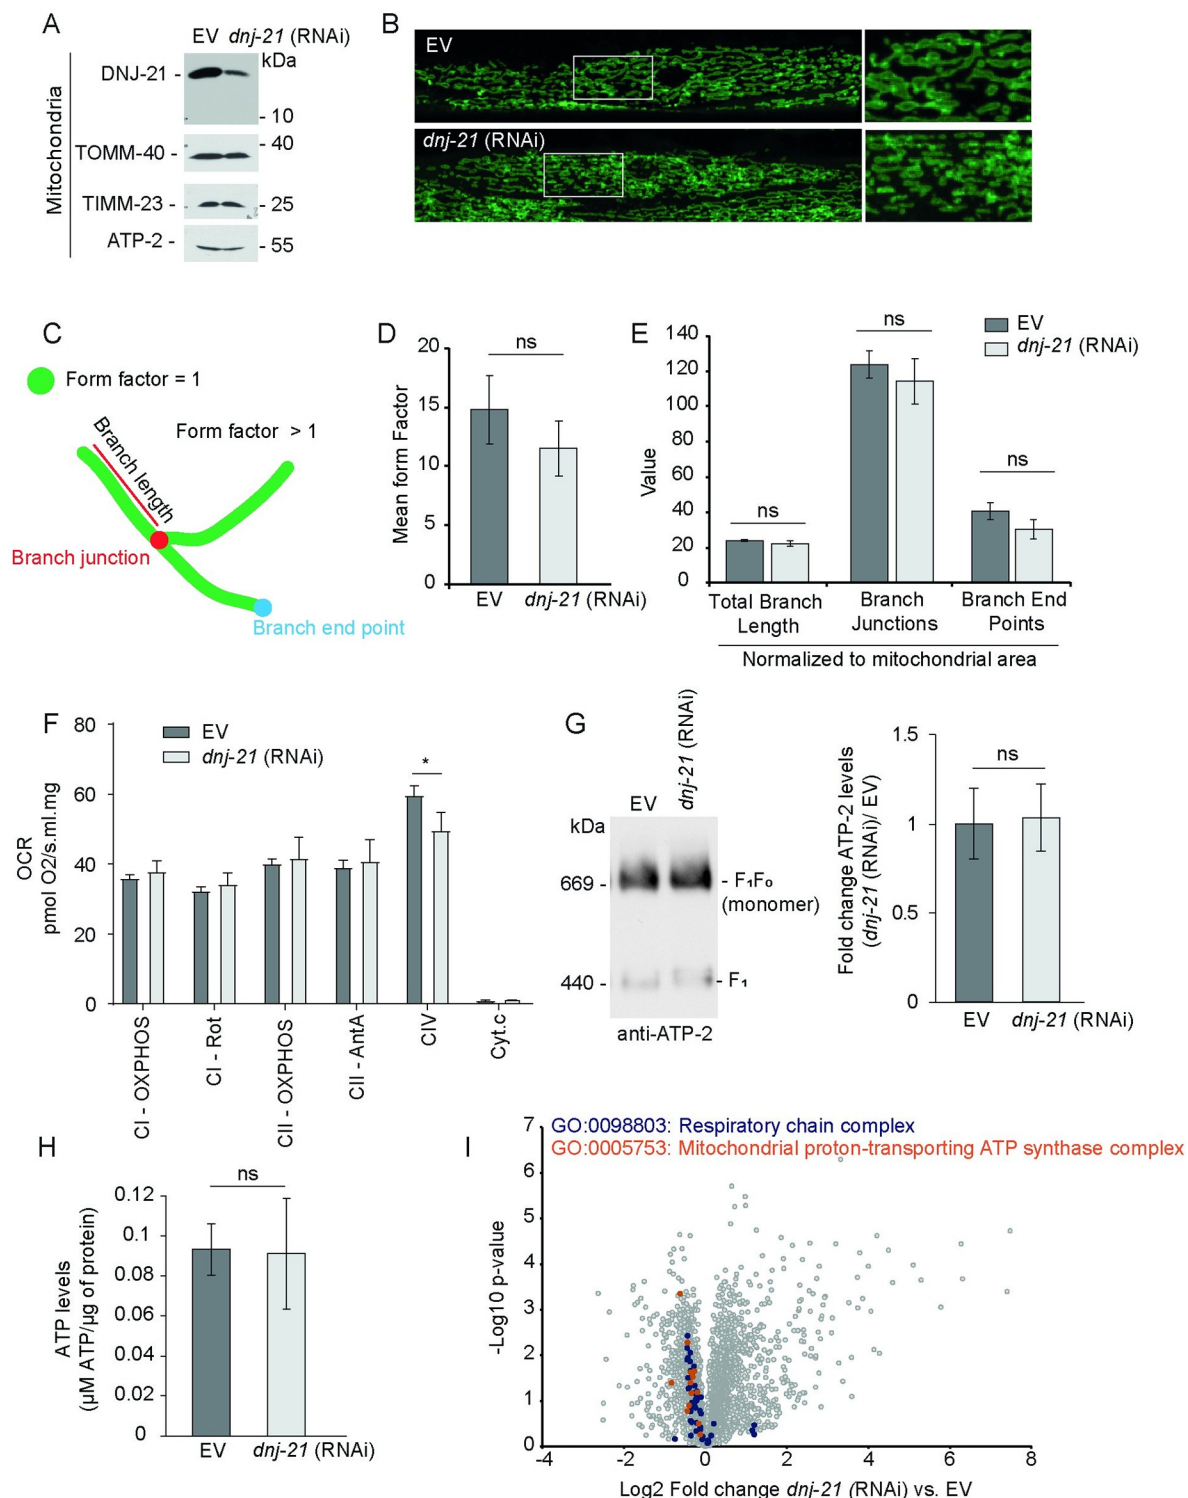 A
EV dnj-21 (RNAi)
kDa
Mitochondria
DNJ-21 -
- 10
TOMM-40 -
- 40
TIMM-23 -
- 25
ATP-2 -
- 55
B
EV
dnj-21 (RNAi)
C
Form factor = 1
Form factor > 1
Branch length
Branch junction
Branch end point
D
Mean form Factor
20
15
10
5
0
ns
EV dnj-21 (RNAi)
E
EV
dnj-21 (RNAi)
Value
140
120
100
80
60
40
20
0
ns
ns
ns
Total Branch Length
Branch Junctions
Branch End Points
Normalized to mitochondrial area
F
EV
dnj-21 (RNAi)
OCR
pmol O2/s.ml.mg
80
60
40
20
0
*
CI - OXPHOS
CI - Rot
CII - OXPHOS
CII - AntA
CIV
Cyt.c
G
EV
dnj-21 (RNAi)
kDa
669 -
- F₁F₀
(monomer)
440 -
- F₁
anti-ATP-2
Fold change ATP-2 levels
(dnj-21 (RNAi)/ EV)
1.5
1
0.5
0
ns
EV dnj-21 (RNAi)
H
ATP levels
(µM ATP/µg of protein)
0.12
0.1
0.08
0.06
0.04
0.02
0
ns
EV dnj-21 (RNAi)
I
GO:0098803: Respiratory chain complex
GO:0005753: Mitochondrial proton-transporting ATP synthase complex
-Log10 p-value
7
6
5
4
3
2
1
0
-4 -2 0 2 4 6 8
Log2 Fold change dnj-21 (RNAi) vs. EV